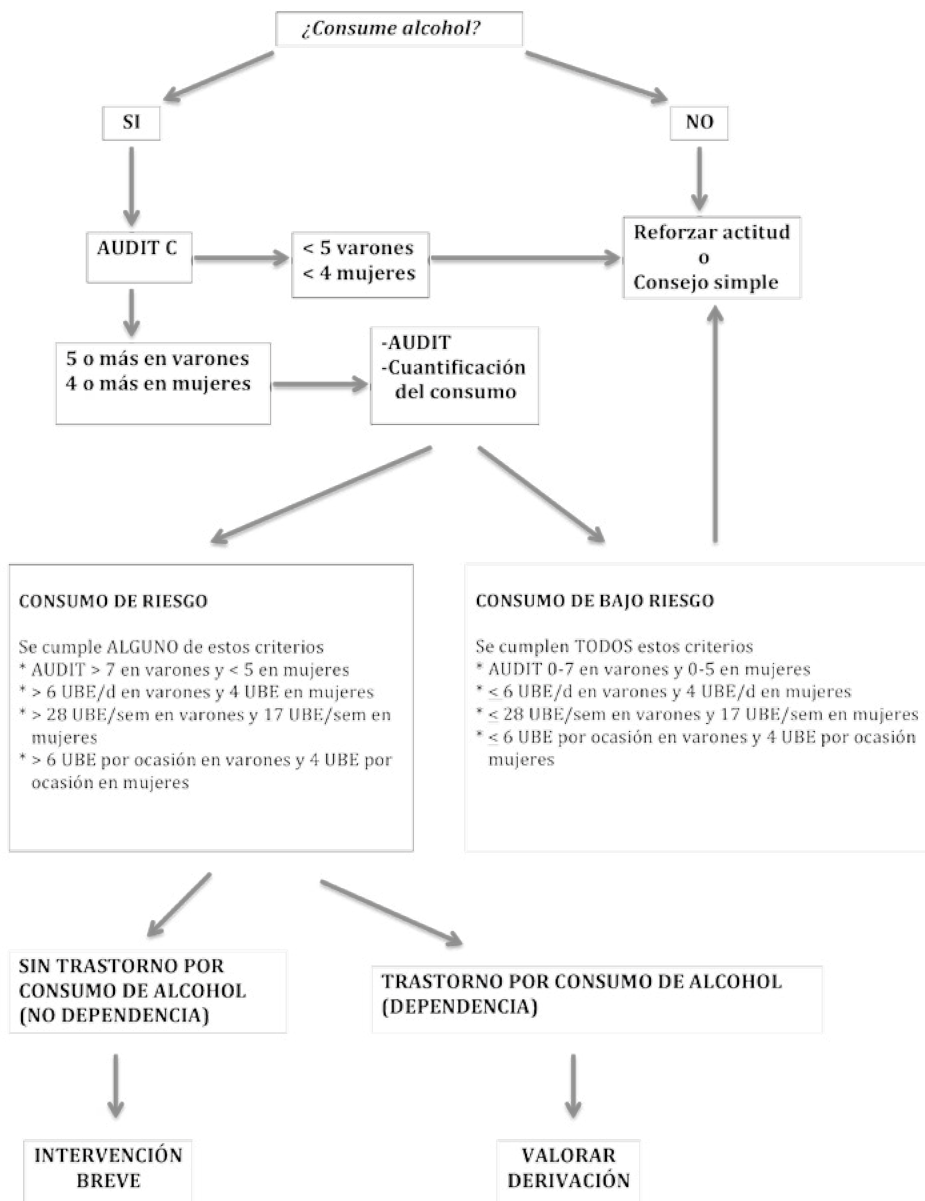 ¿Consume alcohol?
SI
NO
AUDIT C
< 5 varones
< 4 mujeres
Reforzar actitud
o
Consejo simple
5 o más en varones
4 o más en mujeres
-AUDIT
-Cuantificación
del consumo
CONSUMO DE RIESGO
Se cumple ALGUNO de estos criterios
* AUDIT > 7 en varones y < 5 en mujeres
* > 6 UBE/d en varones y 4 UBE en mujeres
* > 28 UBE/sem en varones y 17 UBE/sem en
mujeres
* > 6 UBE por ocasión en varones y 4 UBE por
ocasión en mujeres
CONSUMO DE BAJO RIESGO
Se cumplen TODOS estos criterios
* AUDIT 0-7 en varones y 0-5 en mujeres
* ≤ 6 UBE/d en varones y 4 UBE/d en mujeres
* ≤ 28 UBE/sem en varones y 17 UBE/sem en mujeres
* ≤ 6 UBE por ocasión en varones y 4 UBE por ocasión
mujeres
SIN TRASTORNO POR
CONSUMO DE ALCOHOL
(NO DEPENDENCIA)
TRASTORNO POR CONSUMO DE ALCOHOL
(DEPENDENCIA)
INTERVENCIÓN
BREVE
VALORAR
DERIVACIÓN